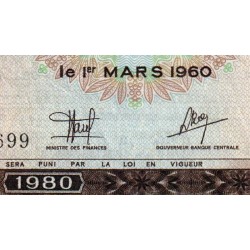 le 1er MARS 1960
699
MINISTRE DES FINANCES GOUVERNEUR BANQUE CENTRALE
SERA PUNI PAR LA LOI EN VIGUEUR
1980